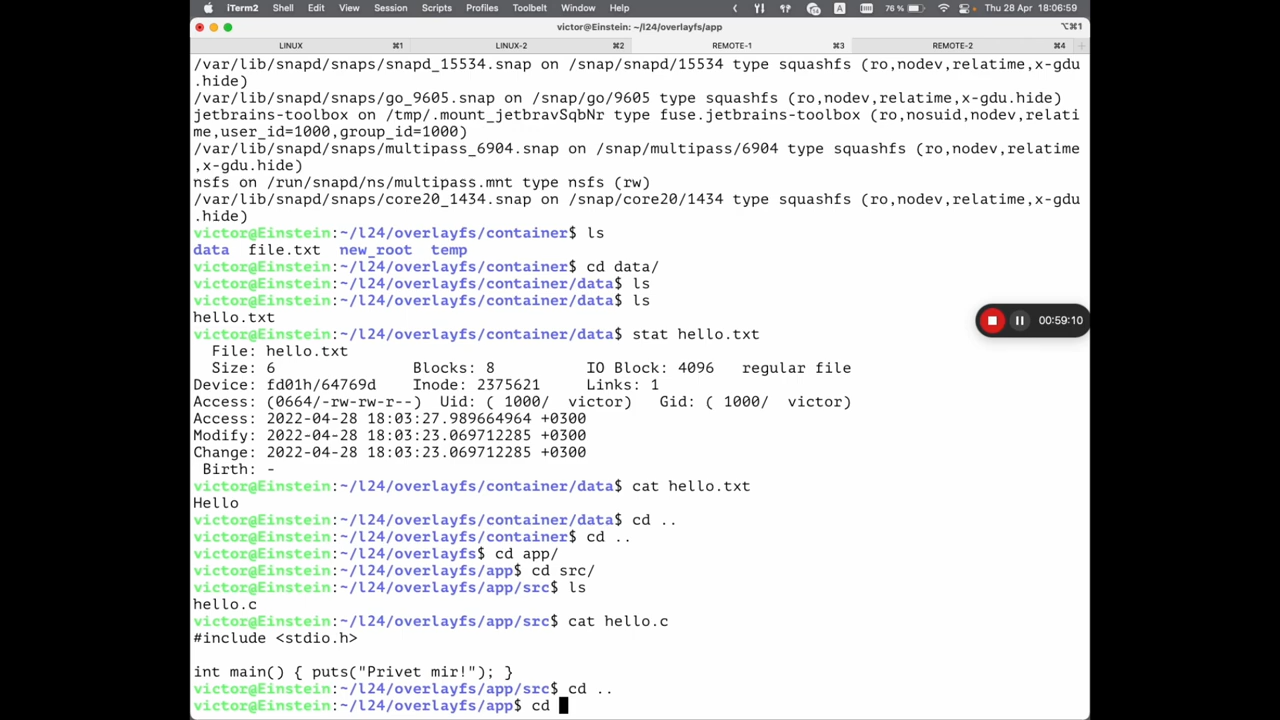 iTerm2 Shell Edit View Session Scripts Profiles Toolbelt Window Help 76 % Thu 28 Apr 18:06:59
victor@Einstein: ~/l24/overlayfs/app ⌥⌘1
LINUX ⌘1 LINUX-2 ⌘2 REMOTE-1 ⌘3 REMOTE-2 ⌘4
/var/lib/snapd/snaps/snapd_15534.snap on /snap/snapd/15534 type squashfs (ro,nodev,relatime,x-gdu
.hide)
/var/lib/snapd/snaps/go_9605.snap on /snap/go/9605 type squashfs (ro,nodev,relatime,x-gdu.hide)
jetbrains-toolbox on /tmp/.mount_jetbravSqbNr type fuse.jetbrains-toolbox (ro,nosuid,nodev,relati
me,user_id=1000,group_id=1000)
/var/lib/snapd/snaps/multipass_6904.snap on /snap/multipass/6904 type squashfs (ro,nodev,relatime
,x-gdu.hide)
nsfs on /run/snapd/ns/multipass.mnt type nsfs (rw)
/var/lib/snapd/snaps/core20_1434.snap on /snap/core20/1434 type squashfs (ro,nodev,relatime,x-gdu
.hide)
victor@Einstein:~/l24/overlayfs/container$ ls
data file.txt new_root temp
victor@Einstein:~/l24/overlayfs/container$ cd data/
victor@Einstein:~/l24/overlayfs/container/data$ ls
victor@Einstein:~/l24/overlayfs/container/data$ ls
hello.txt
victor@Einstein:~/l24/overlayfs/container/data$ stat hello.txt
File: hello.txt
Size: 6 Blocks: 8 IO Block: 4096 regular file
Device: fd01h/64769d Inode: 2375621 Links: 1
Access: (0664/-rw-rw-r--) Uid: ( 1000/ victor) Gid: ( 1000/ victor)
Access: 2022-04-28 18:03:27.989664964 +0300
Modify: 2022-04-28 18:03:23.069712285 +0300
Change: 2022-04-28 18:03:23.069712285 +0300
Birth: -
victor@Einstein:~/l24/overlayfs/container/data$ cat hello.txt
Hello
victor@Einstein:~/l24/overlayfs/container/data$ cd ..
victor@Einstein:~/l24/overlayfs/container$ cd ..
victor@Einstein:~/l24/overlayfs$ cd app/
victor@Einstein:~/l24/overlayfs/app$ cd src/
victor@Einstein:~/l24/overlayfs/app/src$ ls
hello.c
victor@Einstein:~/l24/overlayfs/app/src$ cat hello.c
#include <stdio.h>
int main() { puts("Privet mir!"); }
victor@Einstein:~/l24/overlayfs/app/src$ cd ..
victor@Einstein:~/l24/overlayfs/app$ cd
00:59:10